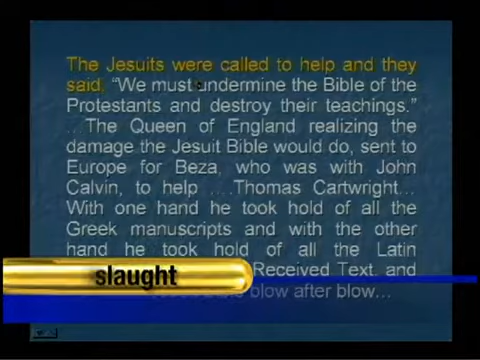 The Jesuits were called to help and they
said, “We must undermine the Bible of the
Protestants and destroy their teachings.”
…The Queen of England realizing the
damage the Jesuit Bible would do, sent to
Europe for Beza, who was with John
Calvin, to help ….Thomas Cartwright…
With one hand he took hold of all the
Greek manuscripts and with the other
hand he took hold of all the Latin
Received Text, and
blow after blow…
slaught